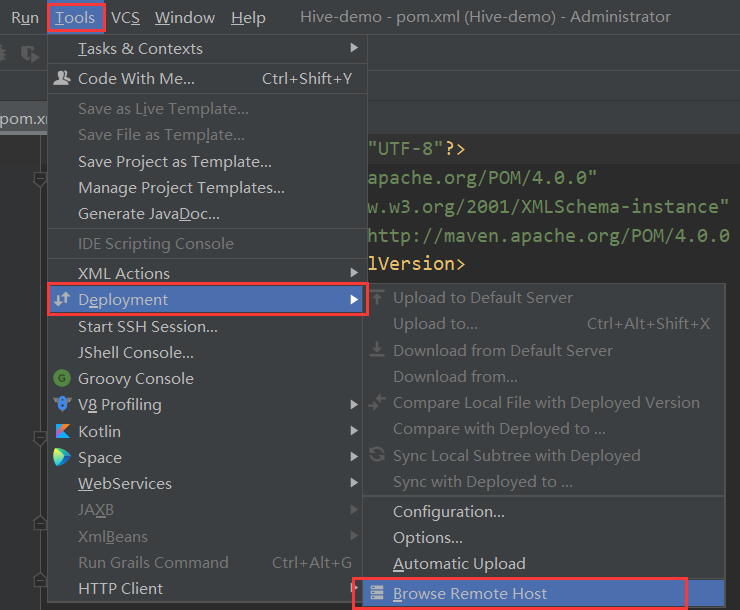 Run Tools VCS Window Help Hive-demo - pom.xml (Hive-demo) - Administrator
Tasks & Contexts
Code With Me... Ctrl+Shift+Y
Save as Live Template...
pom.x
Save File as Template...
"UTF-8"?>
Save Project as Template...
apache.org/POM/4.0.0"
Manage Project Templates...
w.w3.org/2001/XMLSchema-instance"
Generate JavaDoc...
http://maven.apache.org/POM/4.0.0
IDE Scripting Console
lVersion>
XML Actions
Deployment
Start SSH Session...
JShell Console...
Groovy Console
V8 Profiling
Kotlin
Space
WebServices
JAXB
XmlBeans
Run Grails Command Ctrl+Alt+G
HTTP Client
Upload to Default Server
Upload to... Ctrl+Alt+Shift+X
Download from Default Server
Download from...
Compare Local File with Deployed Version
Compare with Deployed to ...
Sync Local Subtree with Deployed
Sync with Deployed to ...
Configuration...
Options...
Automatic Upload
Browse Remote Host